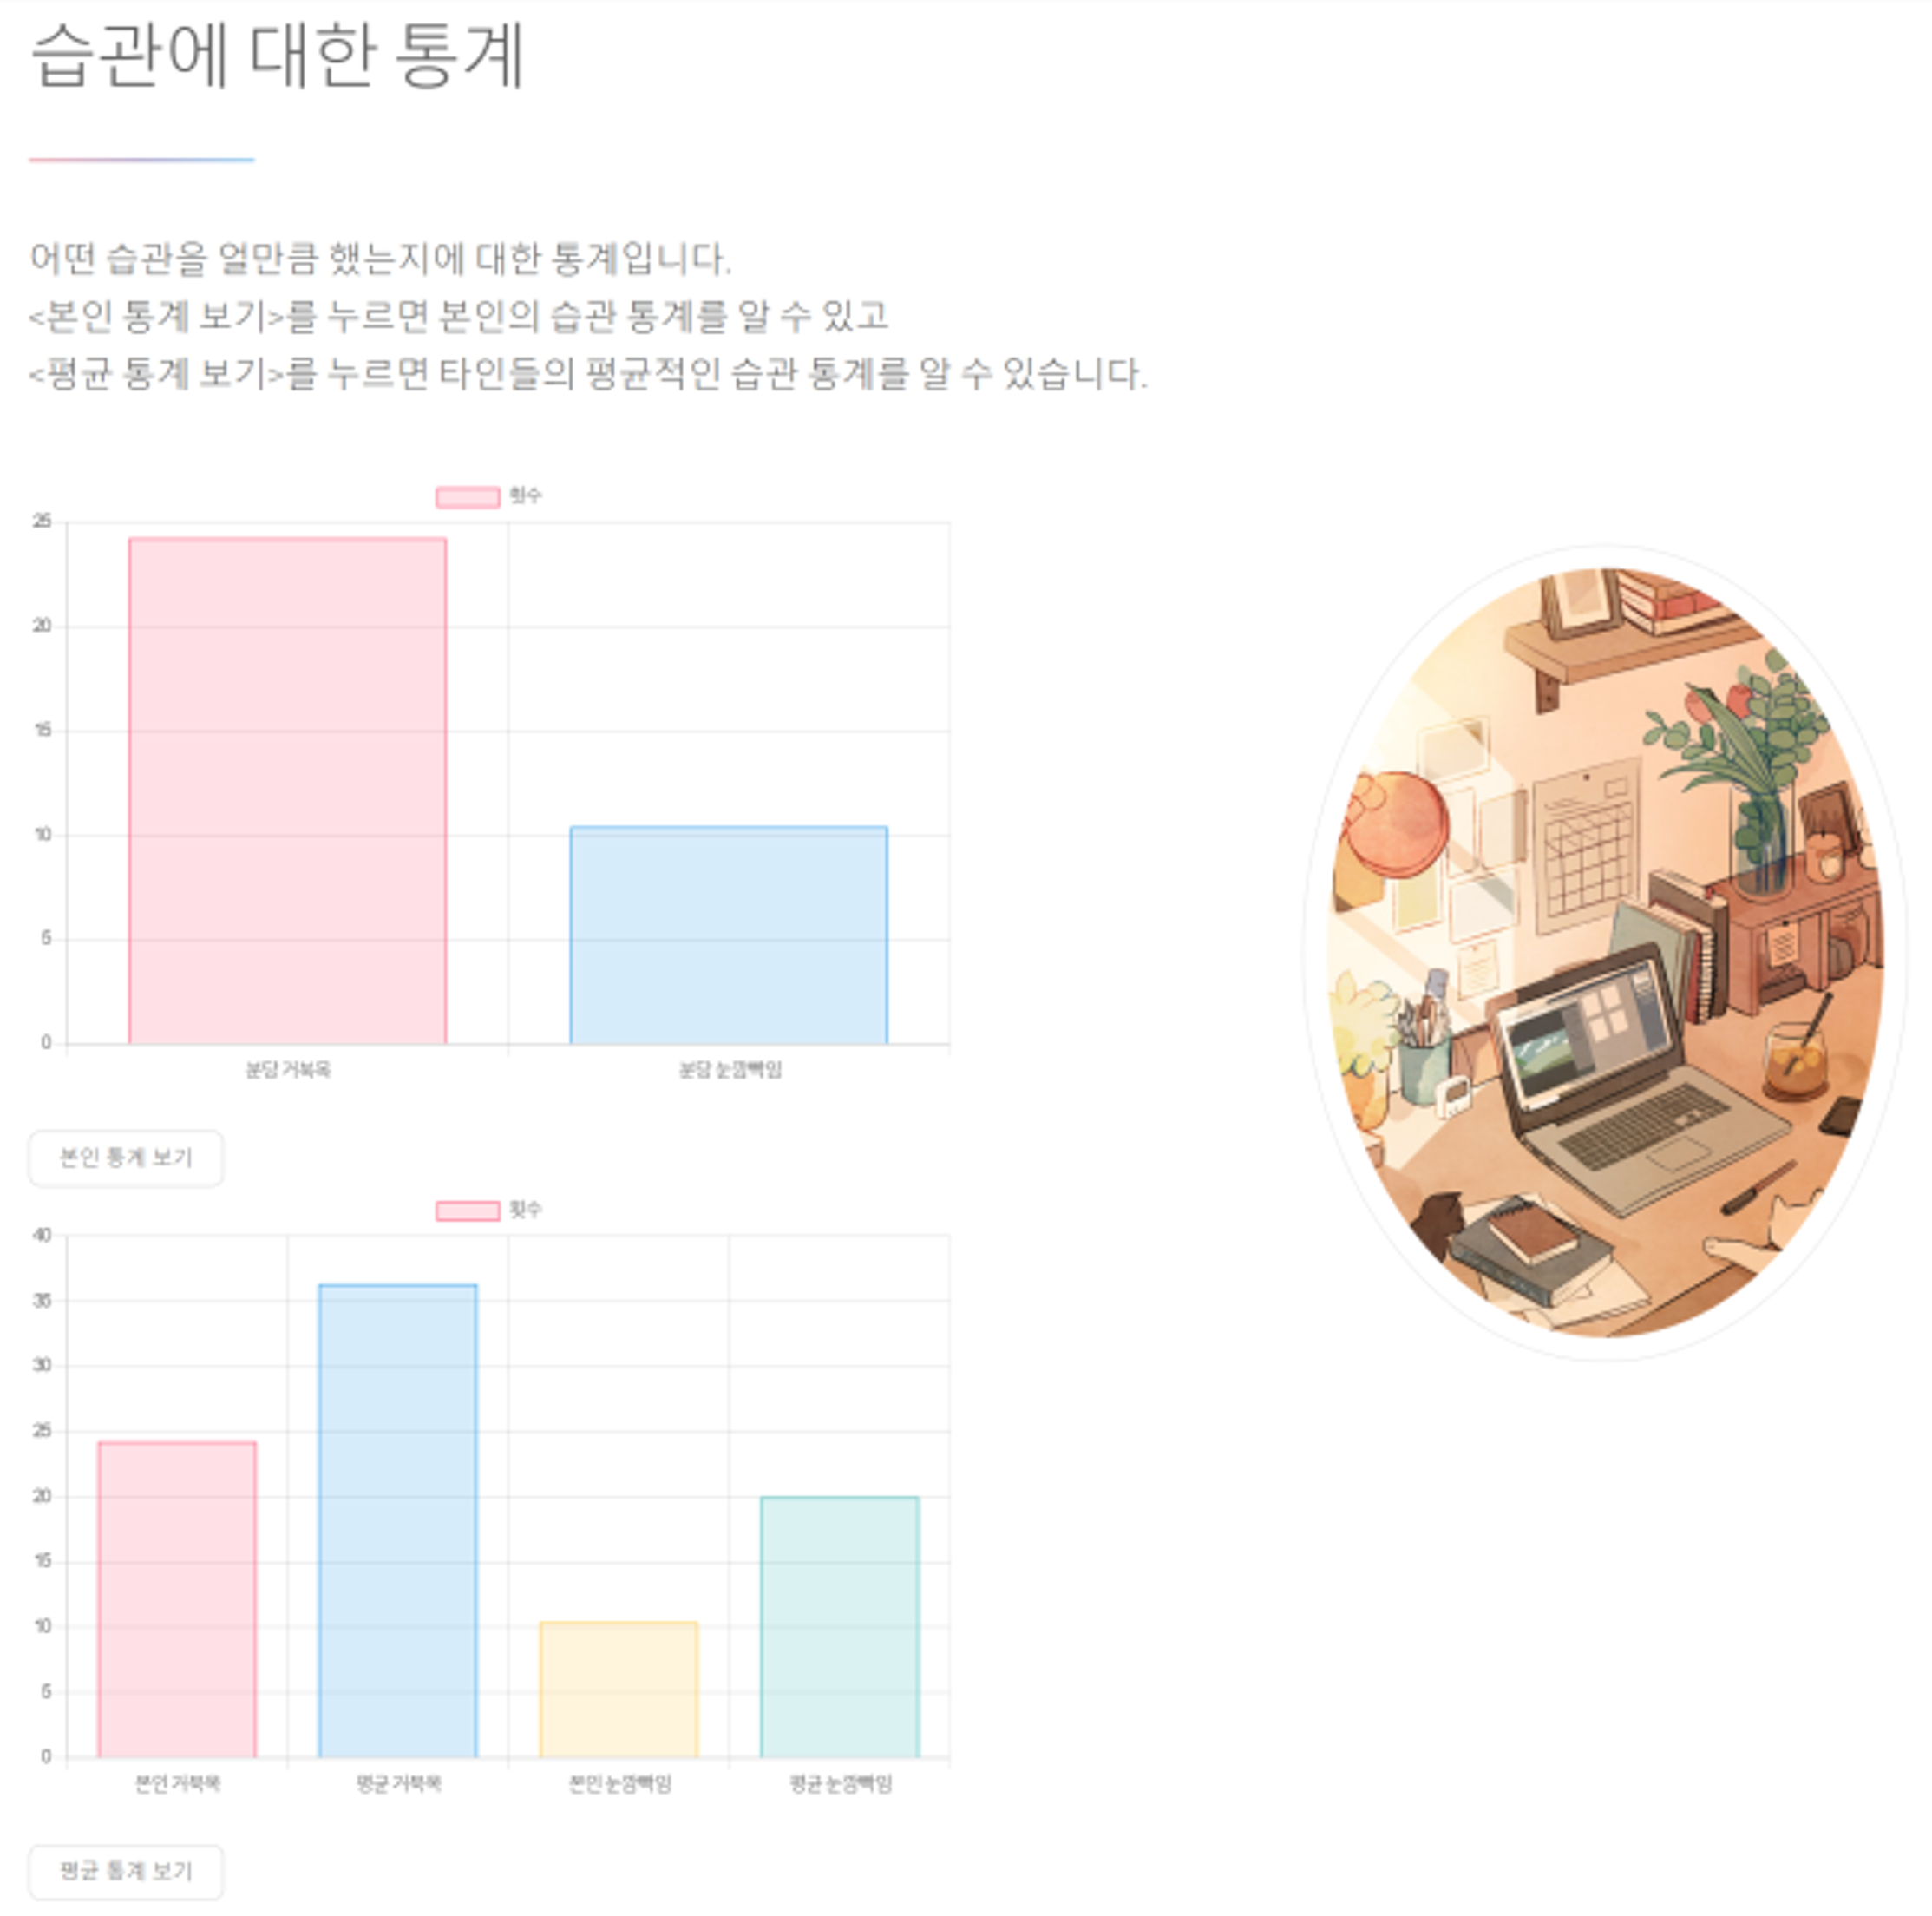 습관에 대한 통계
어떤 습관을 얼만큼 했는지에 대한 통계입니다.
<본인 통계 보기>를 누르면 본인의 습관 통계를 알 수 있고
<평균 통계 보기>를 누르면 타인들의 평균적인 습관 통계를 알 수 있습니다.
횟수
25
20
15
10
5
0
분당 거북목
분당 눈깜빡임
본인 통계 보기
횟수
40
35
30
25
20
15
10
5
0
본인 거북목
평균 거북목
본인 눈깜빡임
평균 눈깜빡임
평균 통계 보기